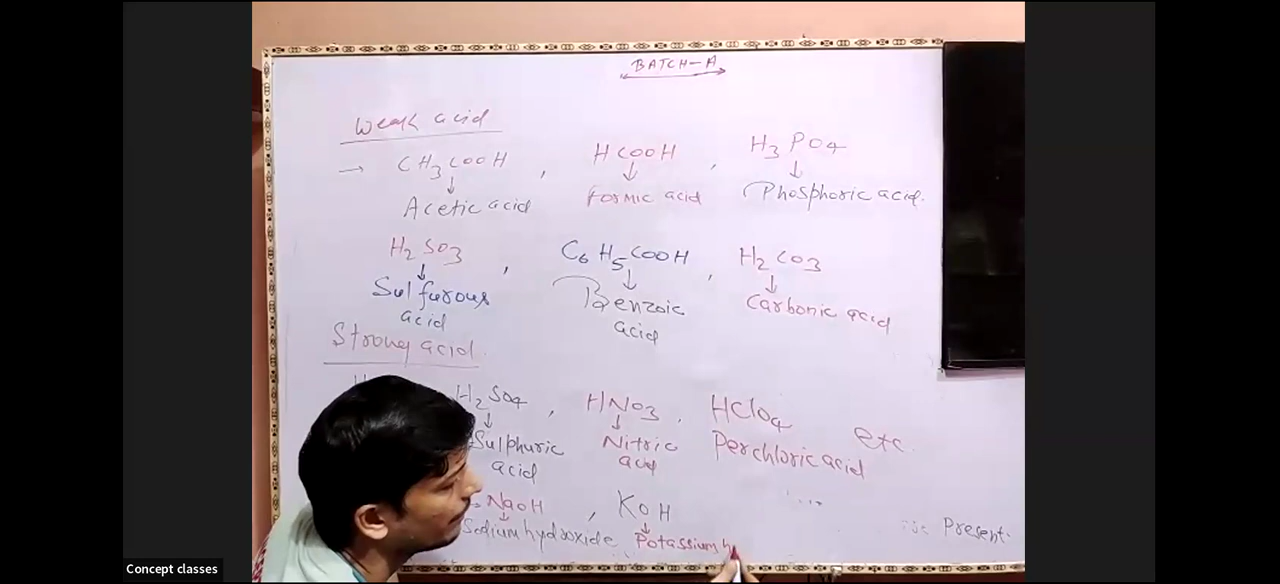 BATCH-A
Weak acid
→ CH3COOH , HCOOH , H3PO4
↓ ↓ ↓
Acetic acid Formic acid Phosphoric acid.
H2SO3 , C6H5COOH , H2CO3
↓ ↓ ↓
Sulfurous Benzoic Carbonic acid
acid acid
Strong acid
H2SO4 , HNO3 , HClO4 etc.
↓ ↓
Sulphuric Nitric Perchloric acid
acid acid
→ NaOH , KOH
↓ ↓
Sodium hydroxide Potassium h
Present.
Concept classes